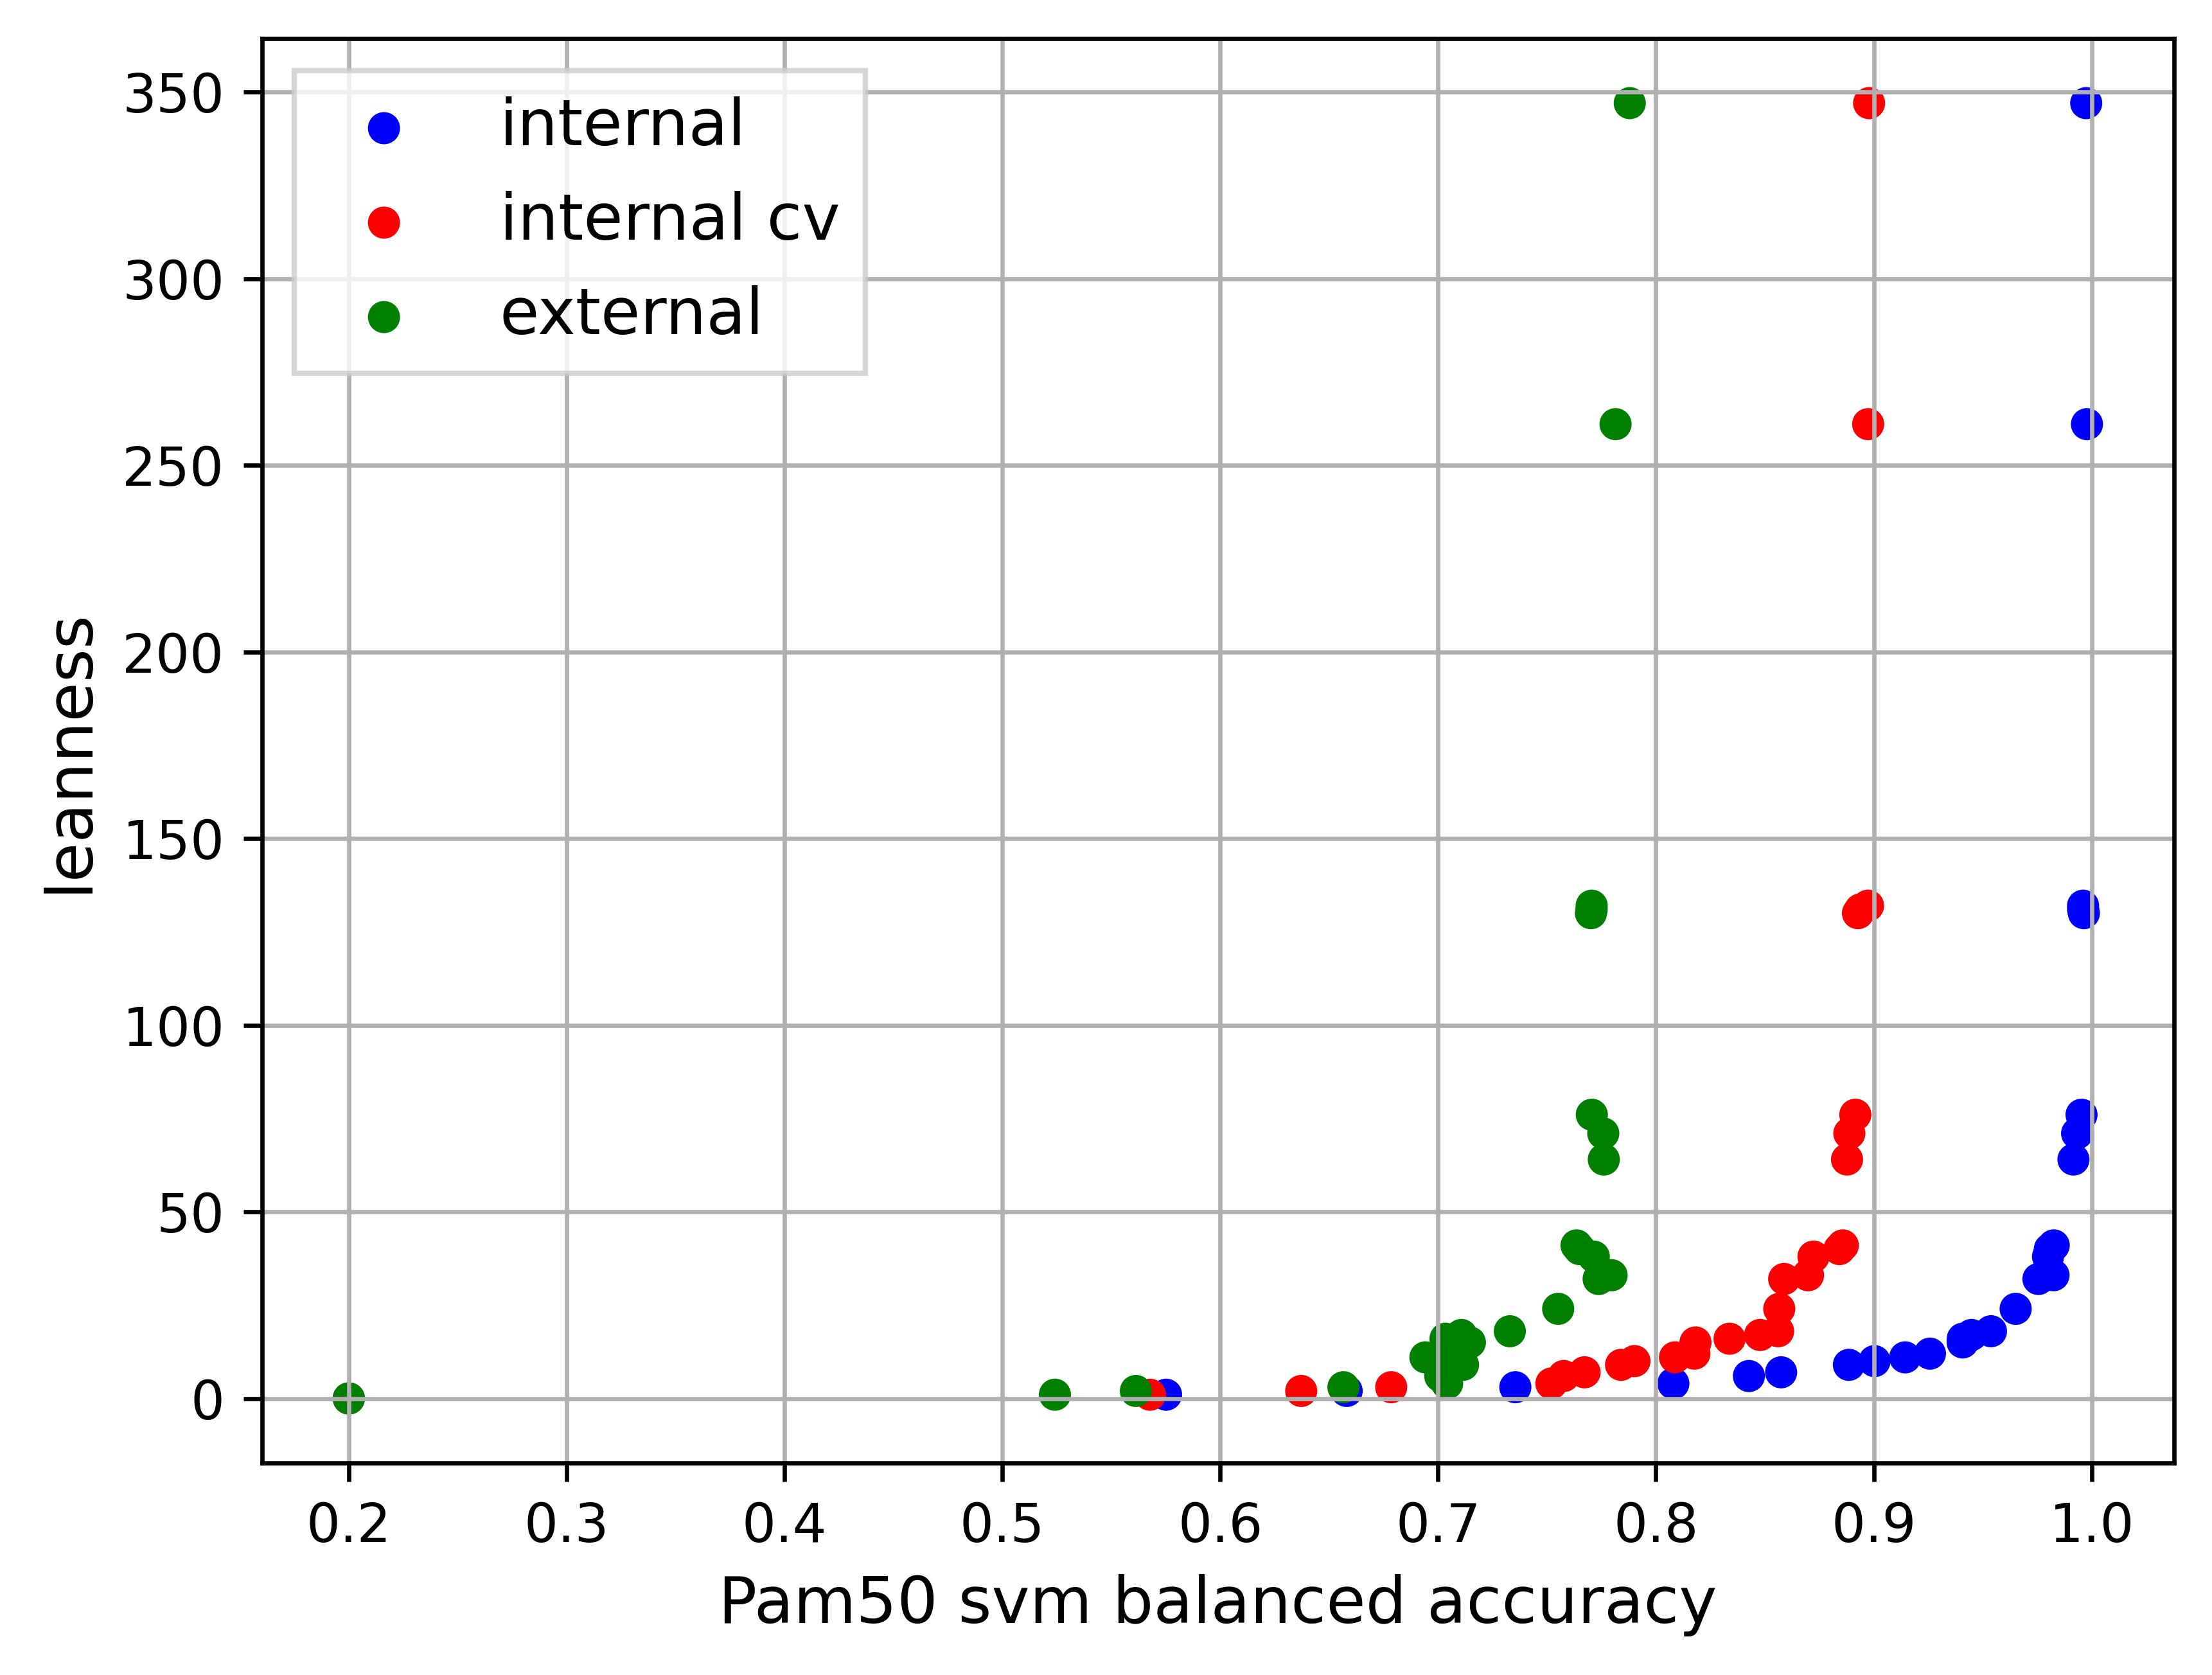 internal
internal cv
external
350
300
250
200
150
100
50
0
leanness
0.2 0.3 0.4 0.5 0.6 0.7 0.8 0.9 1.0
Pam50 svm balanced accuracy